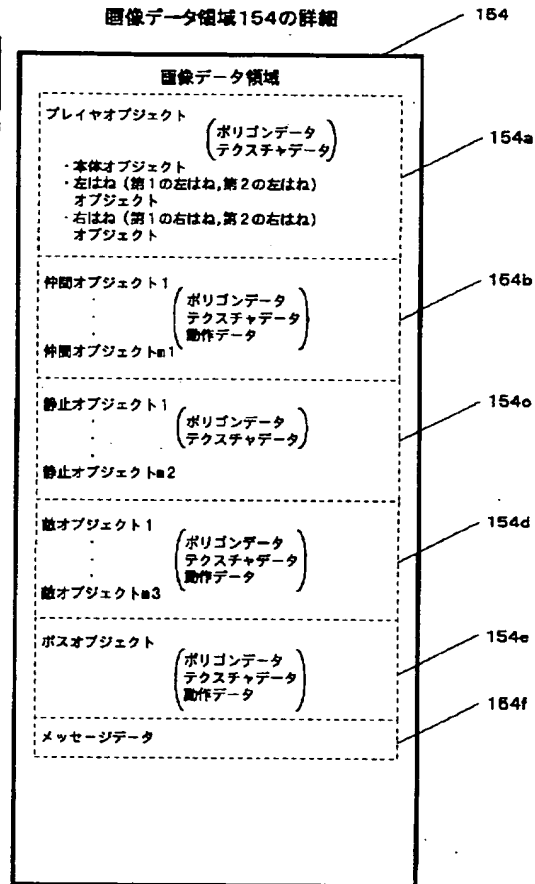 画像データ領域154の詳細
154
画像データ領域
プレイヤオブジェクト
ポリゴンデータ
テクスチャデータ
154a
・本体オブジェクト
・左はね(第1の左はね,第2の左はね)
オブジェクト
・右はね(第1の右はね,第2の右はね)
オブジェクト
仲間オブジェクト1
ポリゴンデータ
テクスチャデータ
動作データ
154b
仲間オブジェクトm1
静止オブジェクト1
ポリゴンデータ
テクスチャデータ
154c
静止オブジェクトm2
敵オブジェクト1
ポリゴンデータ
テクスチャデータ
動作データ
154d
敵オブジェクトm3
ボスオブジェクト
ポリゴンデータ
テクスチャデータ
動作データ
154e
メッセージデータ
154f